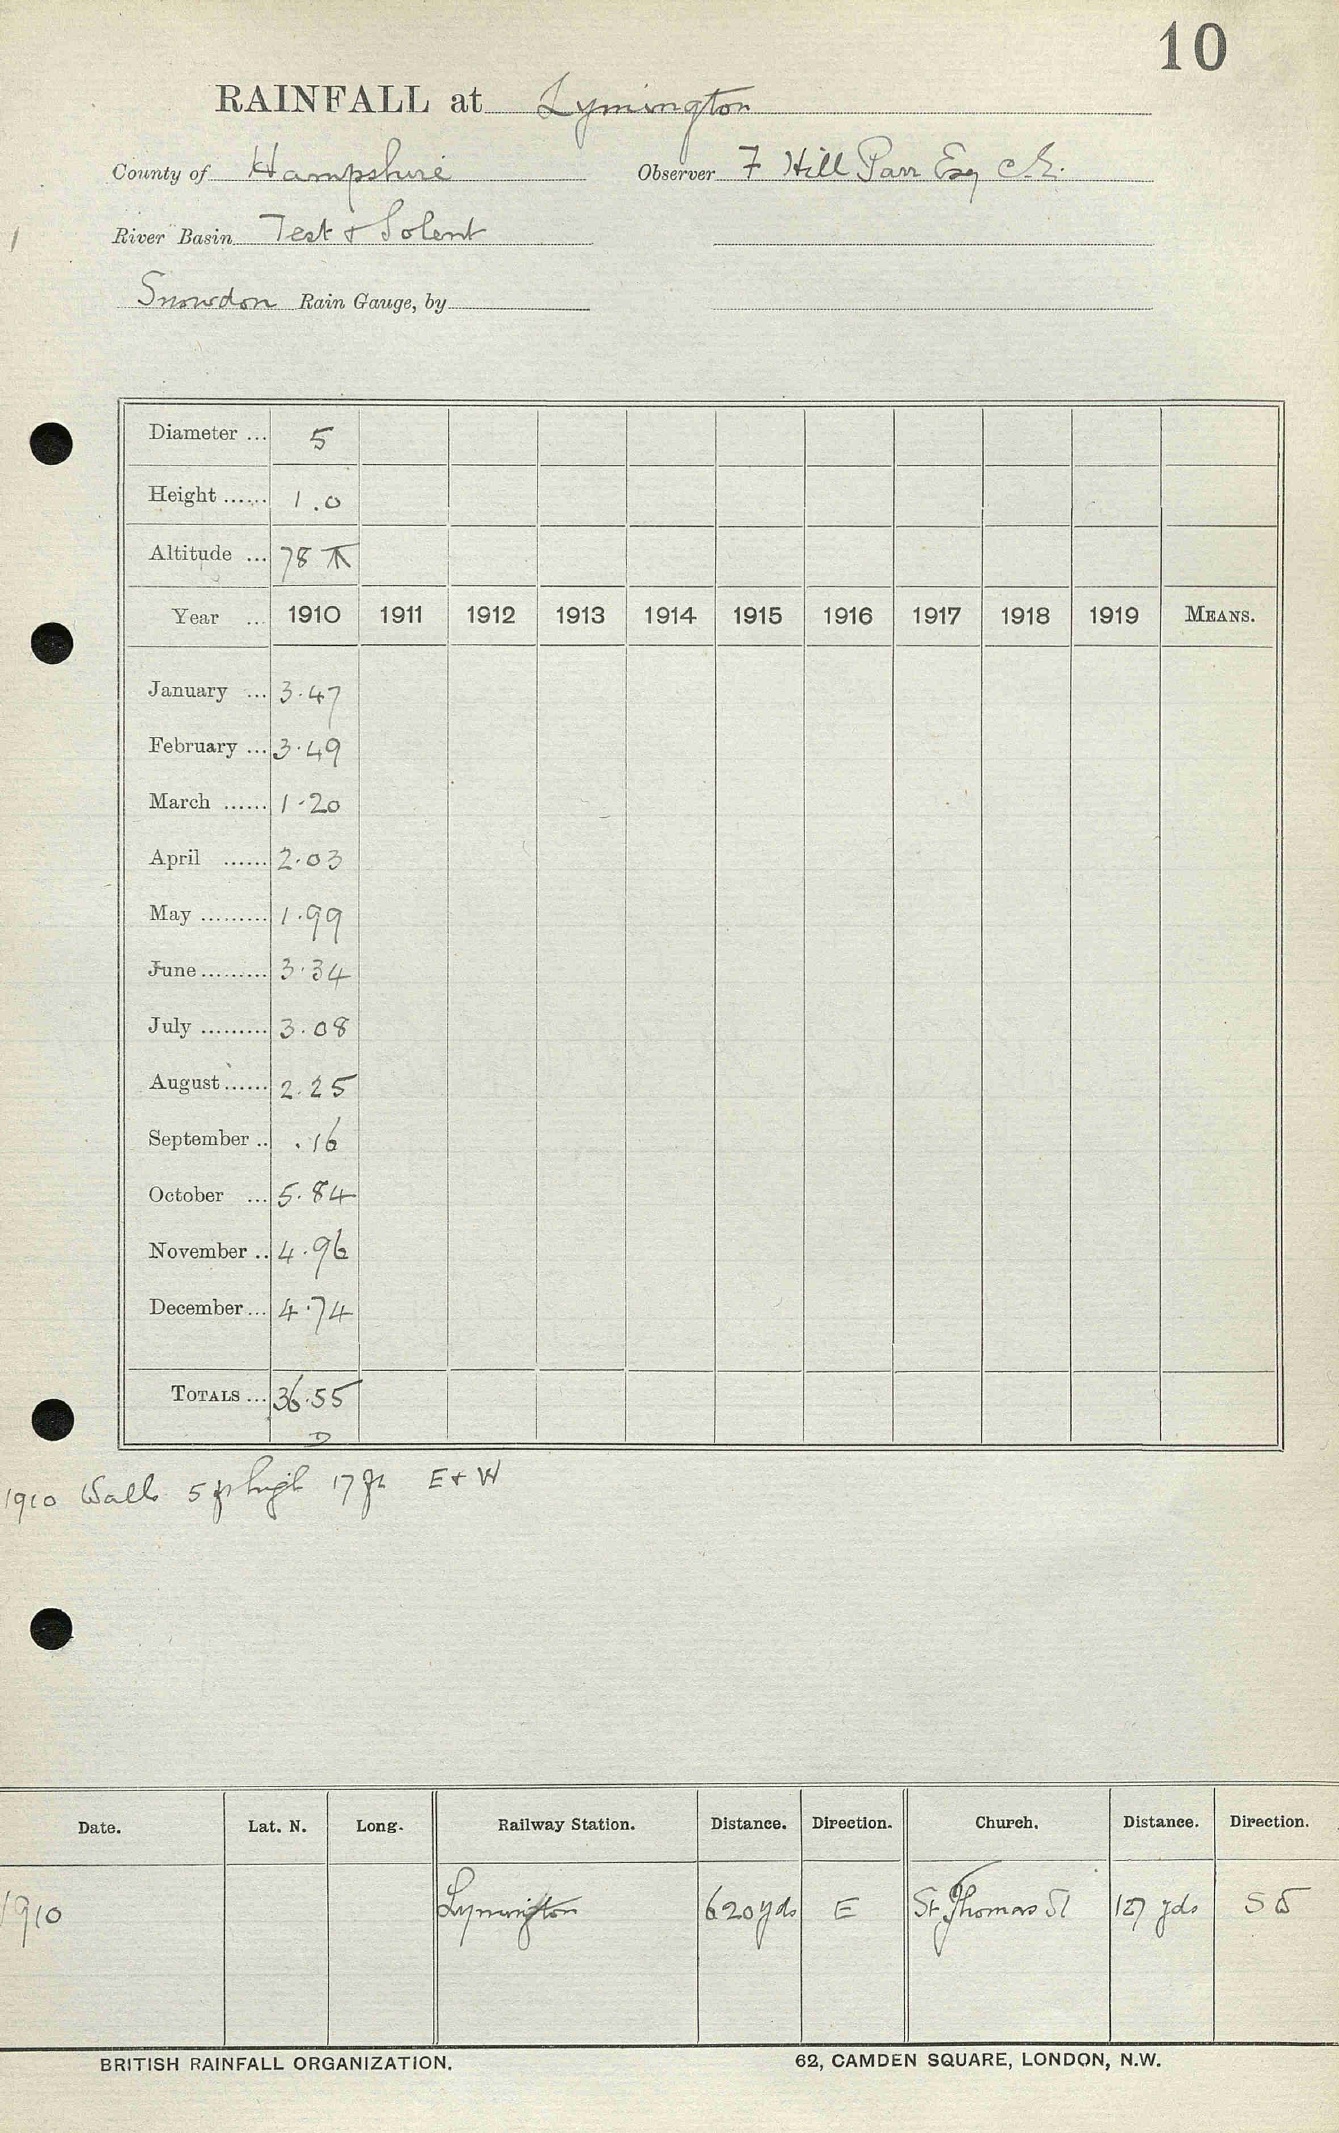 10
RAINFALL at Lymington
County of Hampshire Observer F Hill Parr Esq C.E.
River Basin Test & Solent
Snowdon Rain Gauge, by
Diameter ... 5
Height ...... 1.0
Altitude ... 78
Year ... 1910 1911 1912 1913 1914 1915 1916 1917 1918 1919 MEANS.
January ... 3.47
February ... 3.49
March ...... 1.20
April ...... 2.03
May ......... 1.99
June ......... 3.34
July ......... 3.08
August ...... 2.25
September .. .16
October ... 5.84
November .. 4.96
December ... 4.74
TOTALS ... 36.55
D
1910 Walls 5 ft high 17 ft E & W
Date. Lat. N. Long. Railway Station. Distance. Direction. Church. Distance. Direction.
1910 Lymington 620 yds E St Thomas St yds
BRITISH RAINFALL ORGANIZATION. 62, CAMDEN SQUARE, LONDON, N.W.